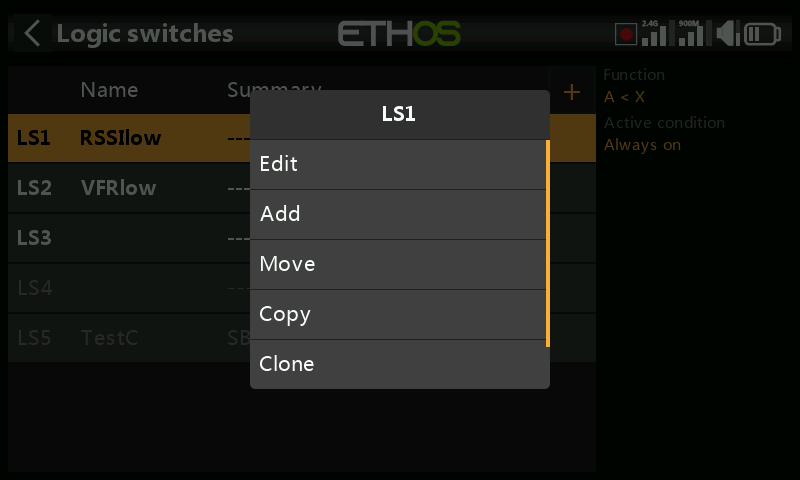 Logic switches
ETHOS
2.4G
900M
Name Summary +
LS1 RSSIlow ---
LS2 VFRlow ---
LS3 ---
LS4 ---
LS5 TestC SB
Function
A < X
Active condition
Always on
LS1
Edit
Add
Move
Copy
Clone